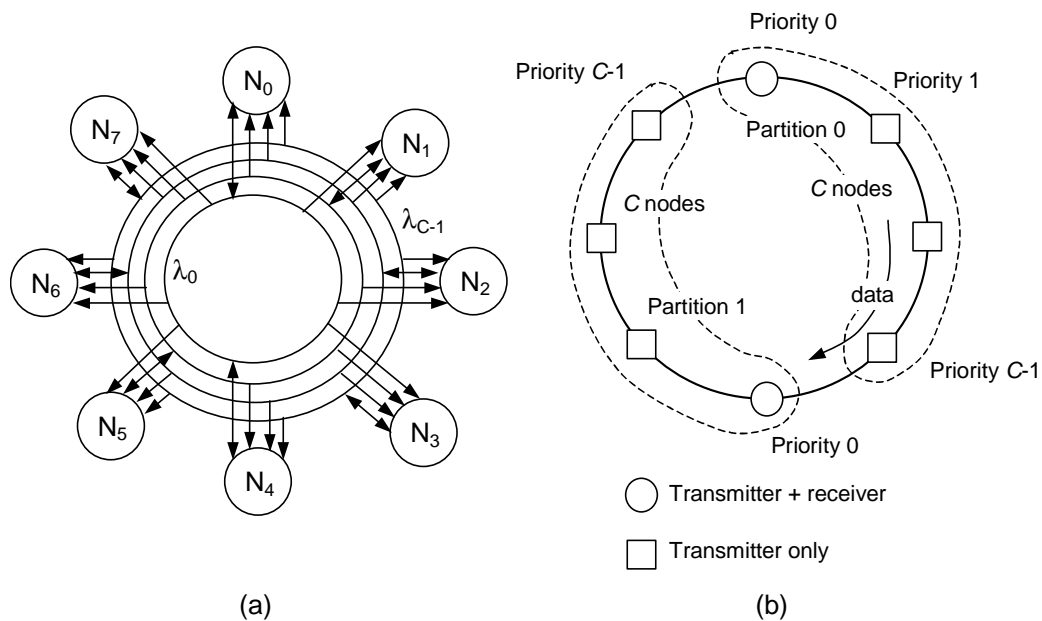 N0
N1
N2
N3
N4
N5
N6
N7
λ0
λC-1
(a)
Priority 0
Priority C-1
Priority 1
Partition 0
C nodes
C nodes
data
Partition 1
Priority C-1
Priority 0
Transmitter + receiver
Transmitter only
(b)